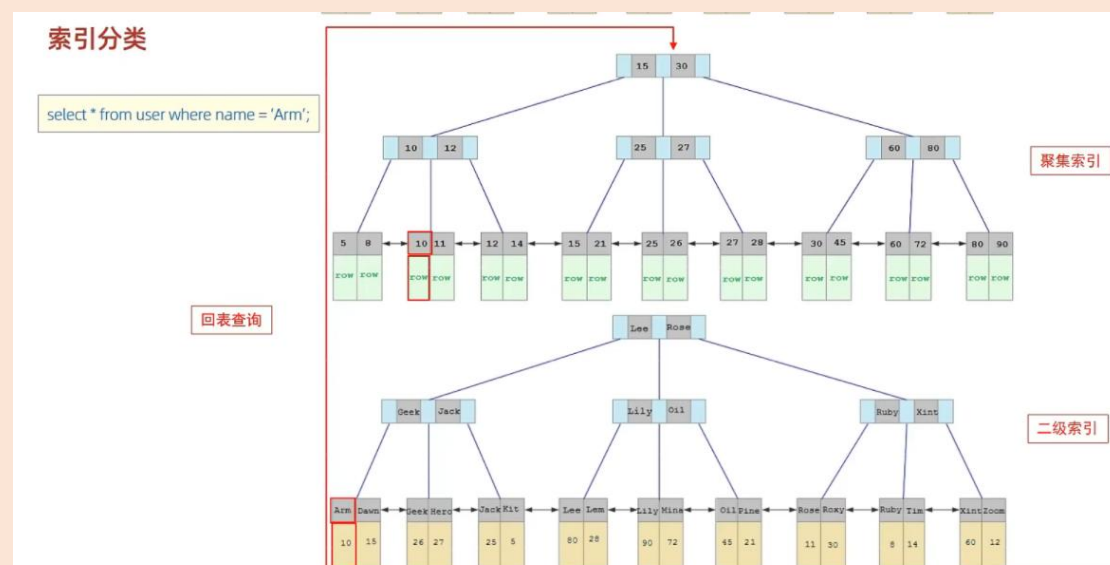 索引分类
select * from user where name = 'Arm';
15 30
10 12
25 27
60 80
聚集索引
5 8 10 11 12 14 15 21 25 26 27 28 30 45 60 72 80 90
row row row row row row row row row row row row row row row row row row
回表查询
Lee Rose
Geek Jack
Lily Oil
Ruby Xint
二级索引
Arm Dawn Geek Hero Jack Kit Lee Lem Lily Mina Oil Pine Rose Roxy Ruby Tim Xint Zoom
10 15 26 27 25 5 80 28 90 72 45 21 11 30 8 14 60 12